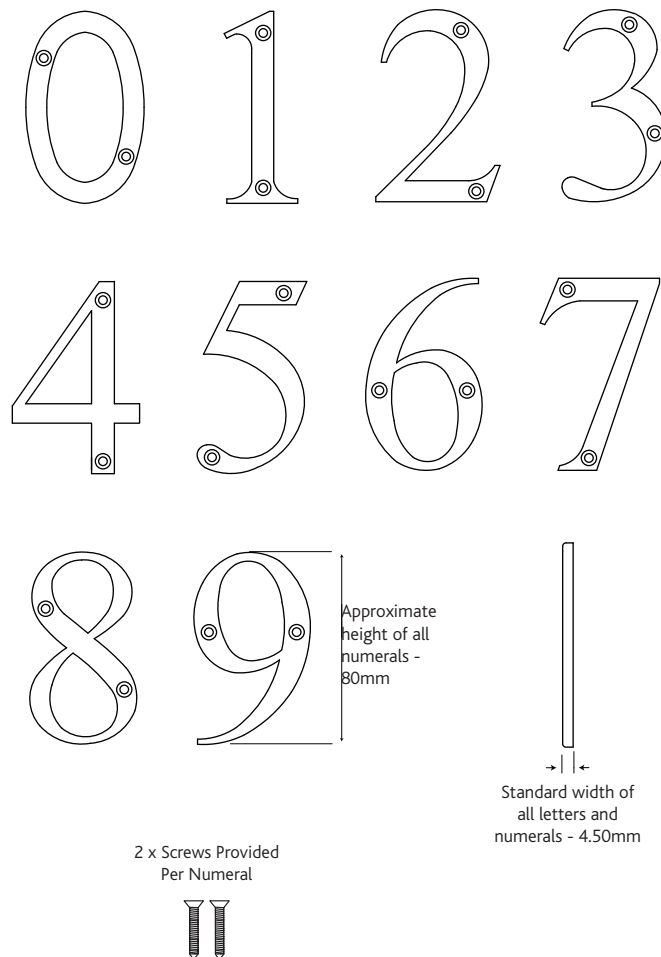 0 1 2 3
4 5 6 7
8 9
Approximate
height of all
numerals -
80mm
Standard width of
all letters and
numerals - 4.50mm
2 x Screws Provided
Per Numeral